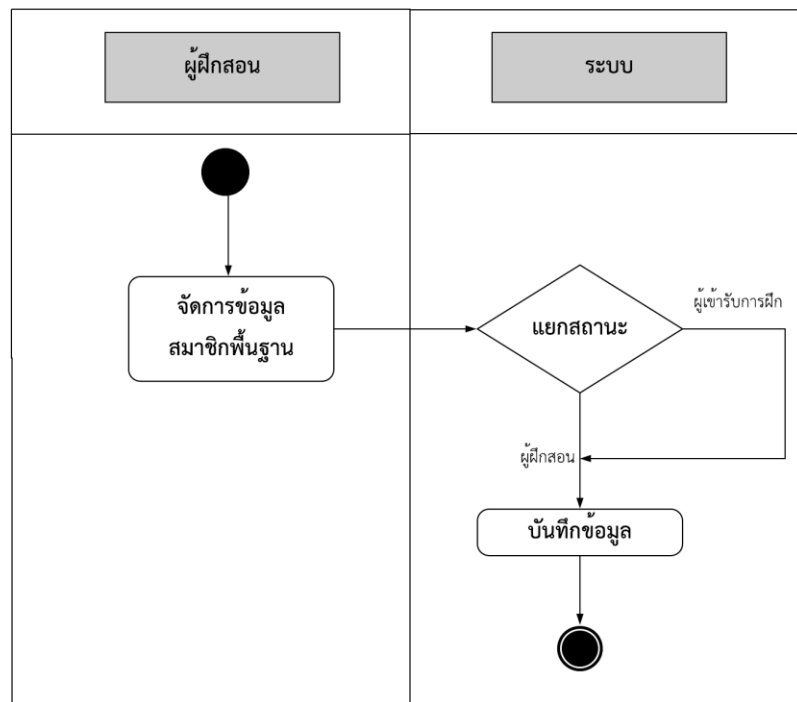 ผู้ฝึกสอน
ระบบ
จัดการข้อมูล
สมาชิกพื้นฐาน
แยกสถานะ
ผู้เข้ารับการฝึก
ผู้ฝึกสอน
บันทึกข้อมูล